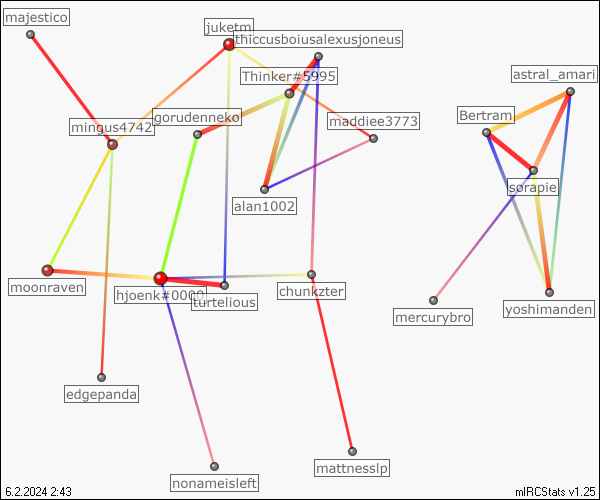 majestico
juketm
thiccusboiusalexusjoneus
Thinker#5995
astral_amari
gorudenneko
maddiee3773
Bertram
mingus4742
sorapie
alan1002
moonraven
hjoenk#0000
turtelious
chunkzter
mercurybro
yoshimanden
edgepanda
nonameisleft
mattnesslp
6.2.2024 2:43
mIRCStats v1.25